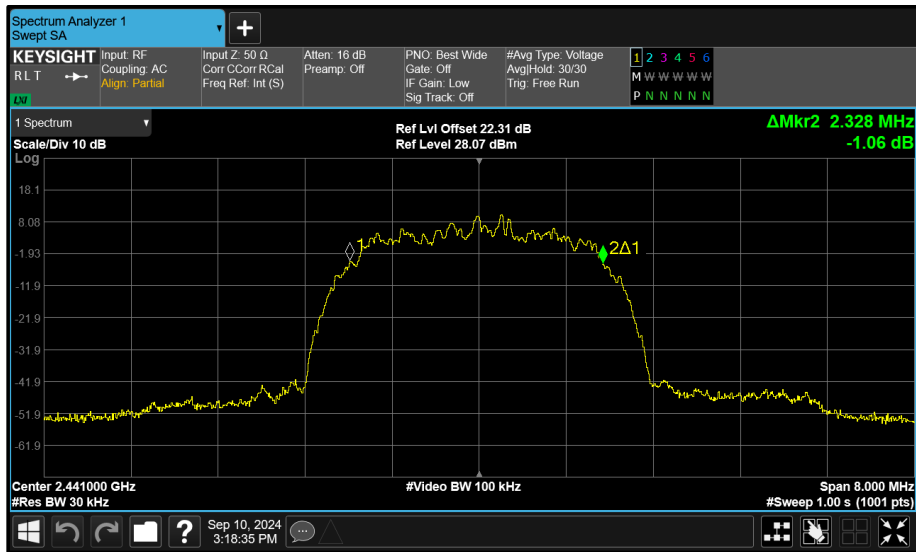 Spectrum Analyzer 1
Swept SA
+
KEYSIGHT
R L T
LXI
Input: RF
Coupling: AC
Align: Partial
Input Z: 50 Ω
Corr CCorr RCal
Freq Ref: Int (S)
Atten: 16 dB
Preamp: Off
PNO: Best Wide
Gate: Off
IF Gain: Low
Sig Track: Off
#Avg Type: Voltage
Avg|Hold: 30/30
Trig: Free Run
1 2 3 4 5 6
M W W W W W
P N N N N N
1 Spectrum
Scale/Div 10 dB
Ref Lvl Offset 22.31 dB
Ref Level 28.07 dBm
ΔMkr2 2.328 MHz
-1.06 dB
Log
18.1
8.08
-1.93
-11.9
-21.9
-31.9
-41.9
-51.9
-61.9
1
2Δ1
Center 2.441000 GHz
#Video BW 100 kHz
Span 8.000 MHz
#Res BW 30 kHz
#Sweep 1.00 s (1001 pts)
?
Sep 10, 2024
3:18:35 PM